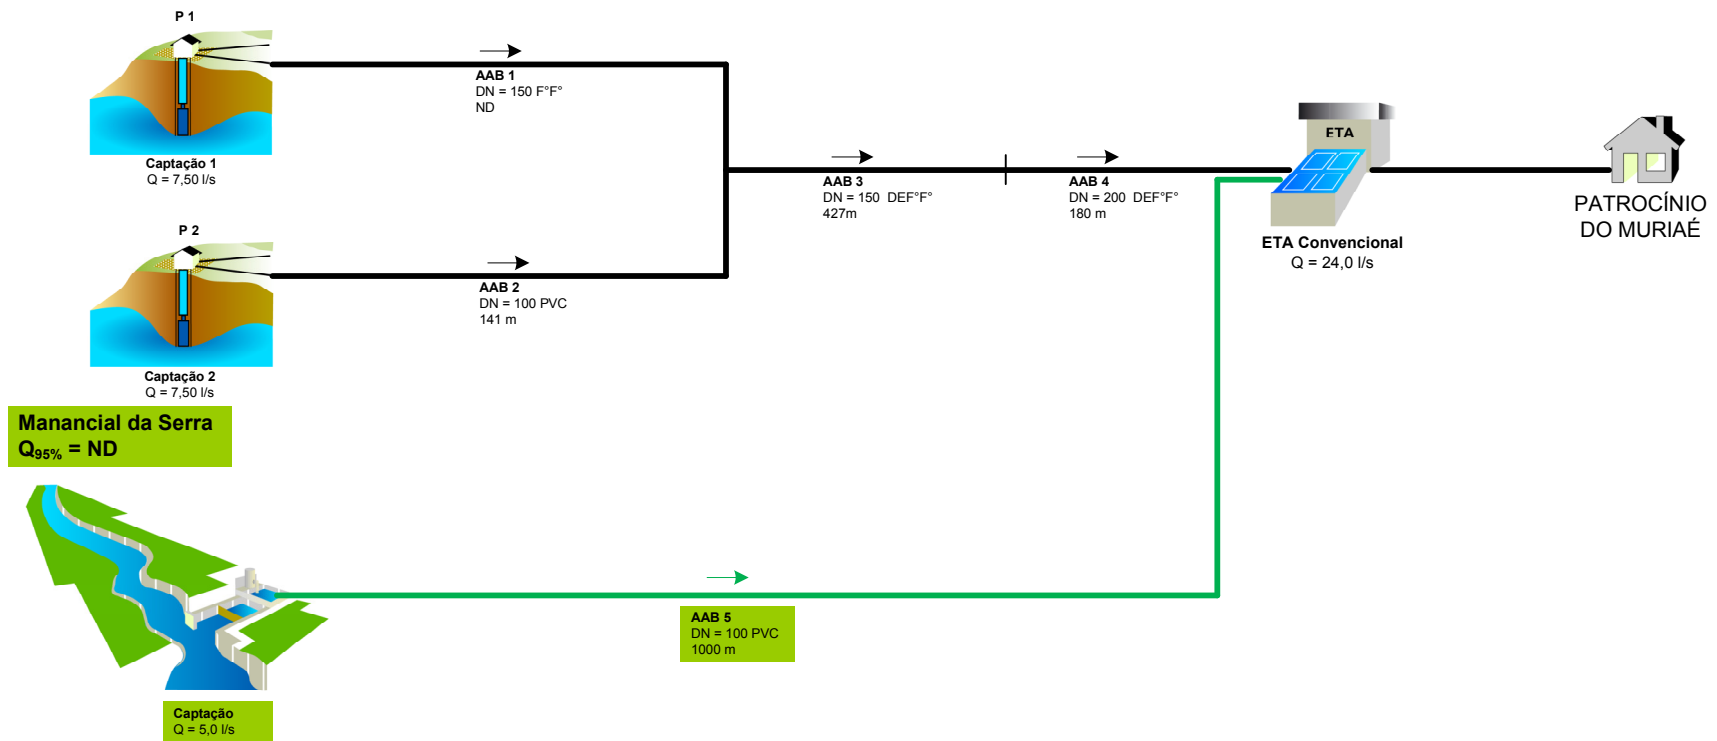 P 1
AAB 1
DN = 150 F°F°
ND
Captação 1
Q = 7,50 l/s
P 2
AAB 2
DN = 100 PVC
141 m
Captação 2
Q = 7,50 l/s
AAB 3
DN = 150 DEF°F°
427m
AAB 4
DN = 200 DEF°F°
180 m
ETA
ETA Convencional
Q = 24,0 l/s
PATROCÍNIO
DO MURIAÉ
Manancial da Serra
Q95% = ND
AAB 5
DN = 100 PVC
1000 m
Captação
Q = 5,0 l/s